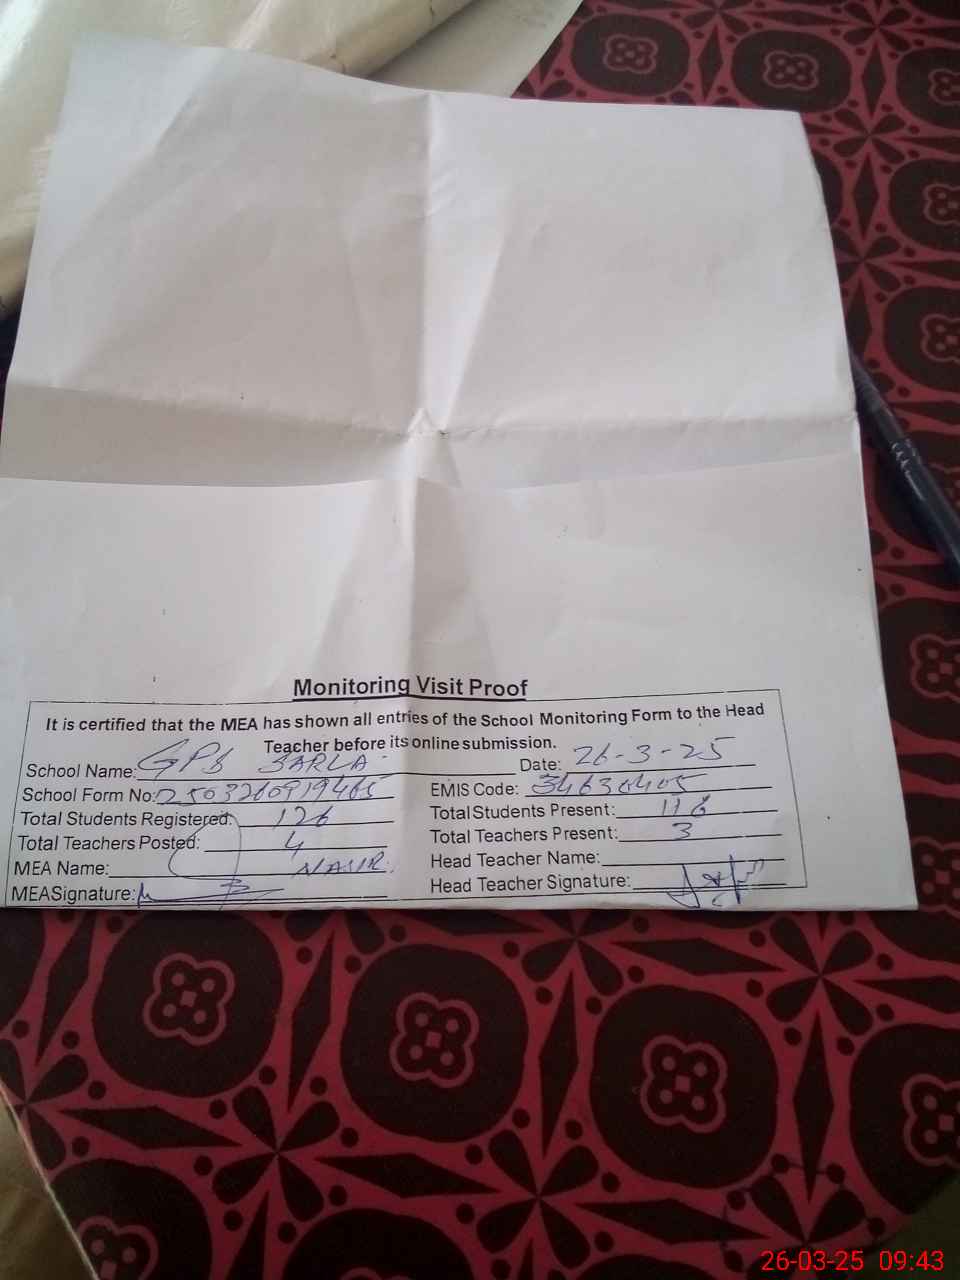 Monitoring Visit Proof
It is certified that the MEA has shown all entries of the School Monitoring Form to the Head
Teacher before its online submission.
School Name: GPS BARLA Date: 26-3-25
School Form No: EMIS Code:
Total Students Registered: 126 Total Students Present: 116
Total Teachers Posted: 4 Total Teachers Present: 3
MEA Name: NASIR Head Teacher Name:
MEA Signature: Head Teacher Signature:
26-03-25 09:43